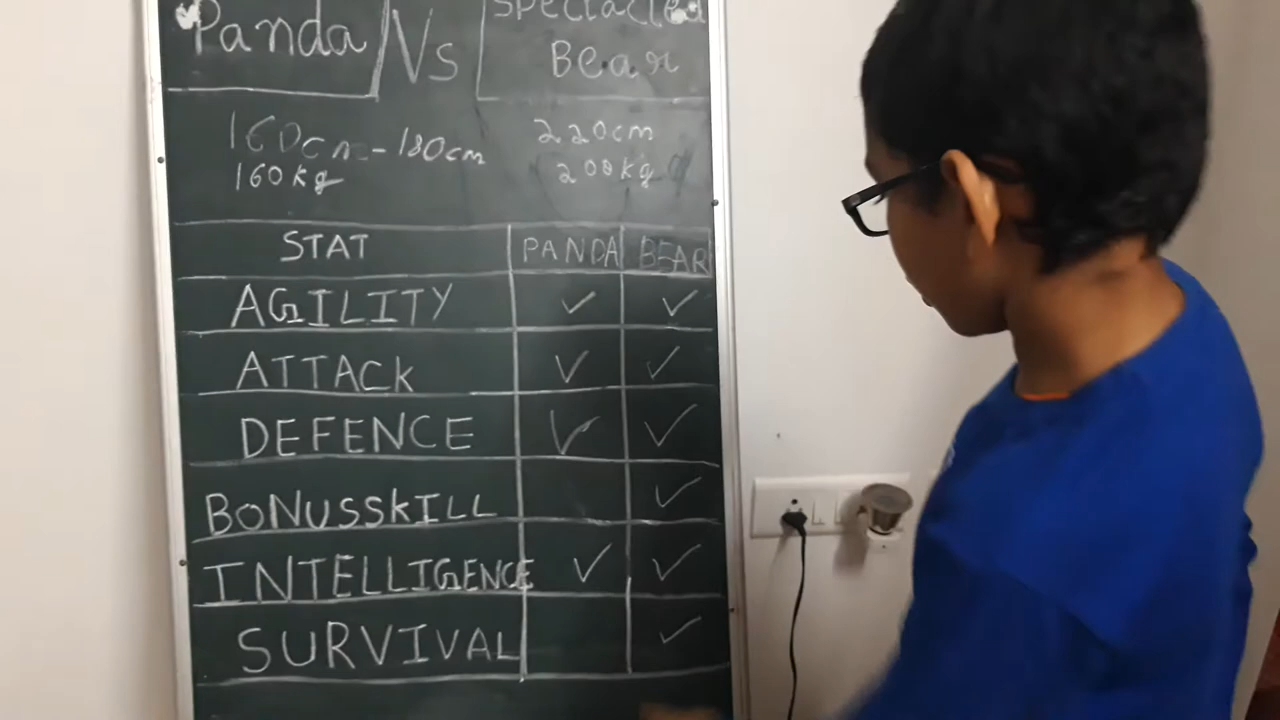 Panda Vs Spectacled
Bear
160cm - 180cm 220cm
160kg 200kg
STAT PANDA BEAR
AGILITY ✓ ✓
ATTACK ✓ ✓
DEFENCE ✓ ✓
BoNUSSkILL ✓
INTELLIGENCE ✓ ✓
SURVIVAL ✓